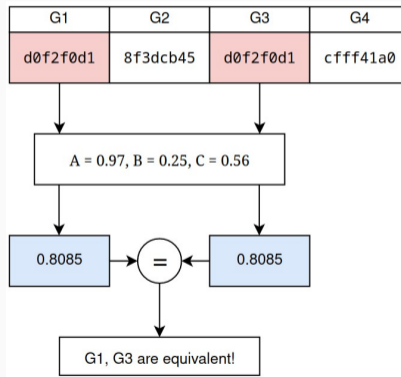 G1 G2 G3 G4
d0f2f0d1 8f3dcb45 d0f2f0d1 cfff41a0
A = 0.97, B = 0.25, C = 0.56
0.8085 = 0.8085
G1, G3 are equivalent!